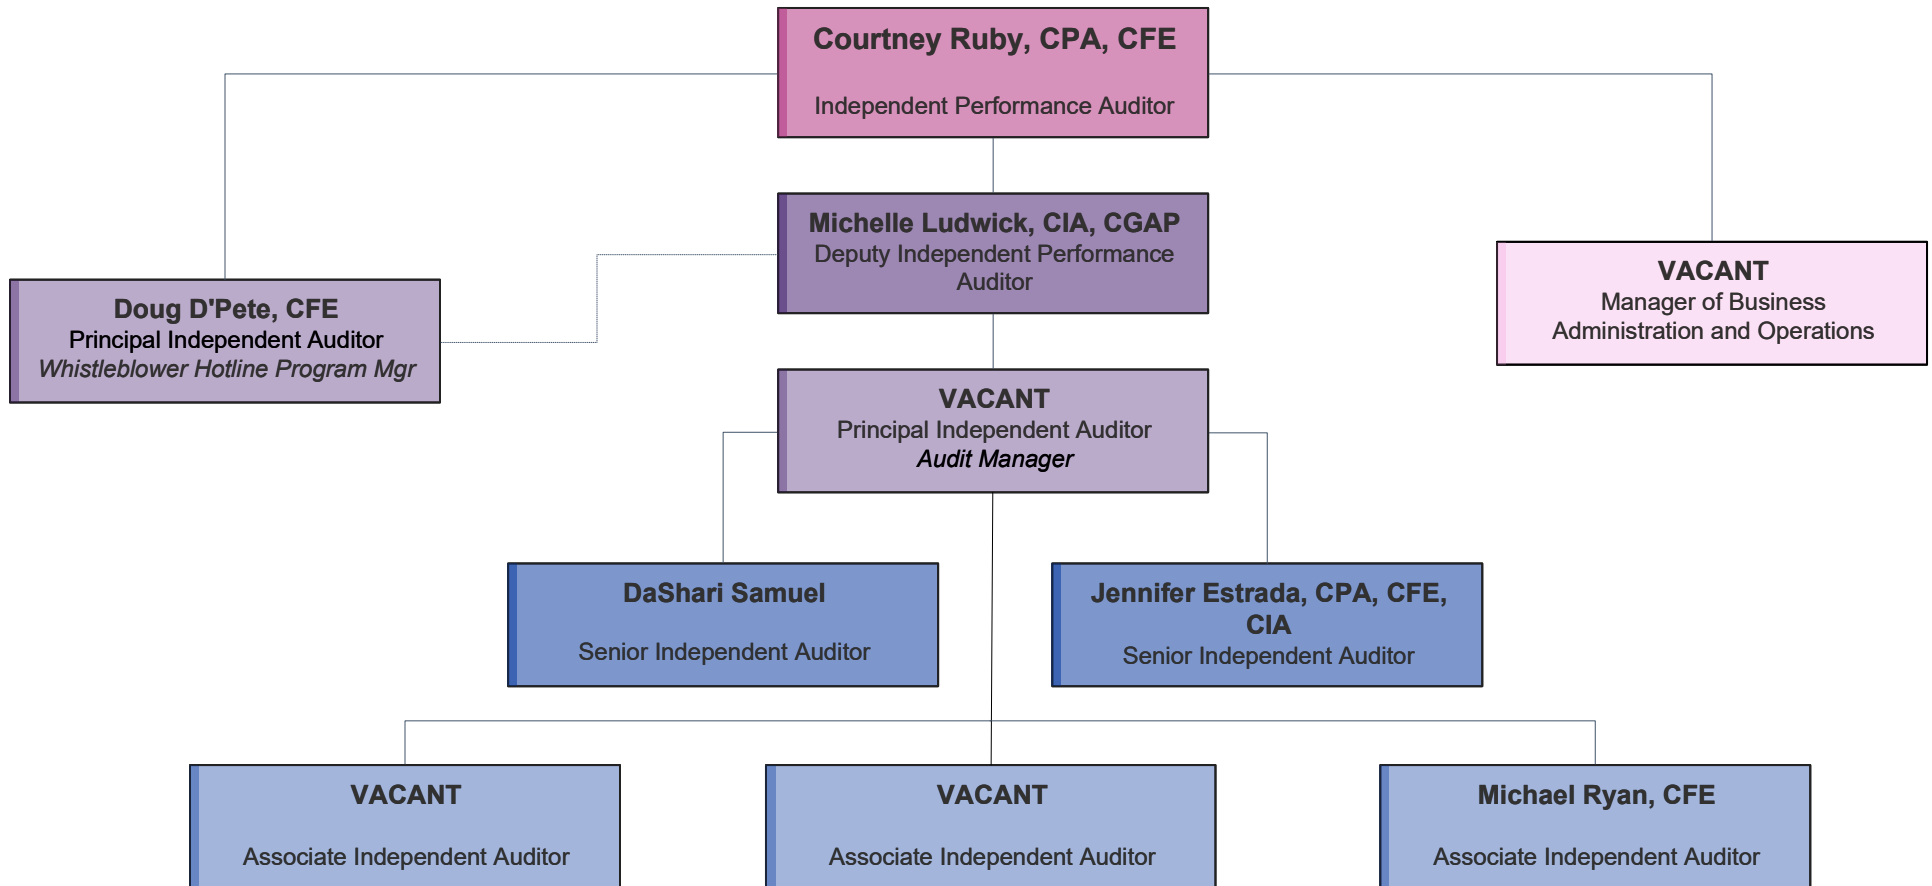 Courtney Ruby, CPA, CFE
Independent Performance Auditor
Michelle Ludwick, CIA, CGAP
Deputy Independent Performance
Auditor
Doug D'Pete, CFE
Principal Independent Auditor
Whistleblower Hotline Program Mgr
VACANT
Manager of Business
Administration and Operations
VACANT
Principal Independent Auditor
Audit Manager
DaShari Samuel
Senior Independent Auditor
Jennifer Estrada, CPA, CFE,
CIA
Senior Independent Auditor
VACANT
Associate Independent Auditor
VACANT
Associate Independent Auditor
Michael Ryan, CFE
Associate Independent Auditor